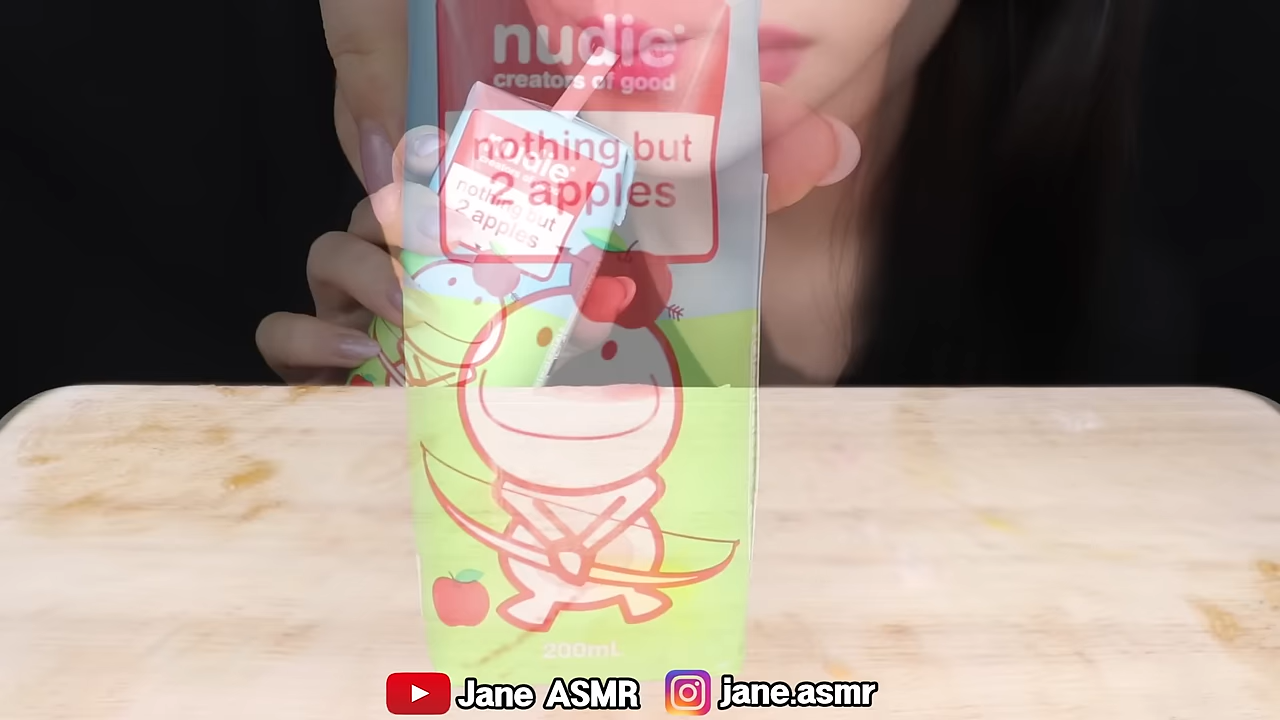 nudie
creators of good
nothing but
2 apples
nudie
nothing but
2 apples
200mL
Jane ASMR
jane.asmr